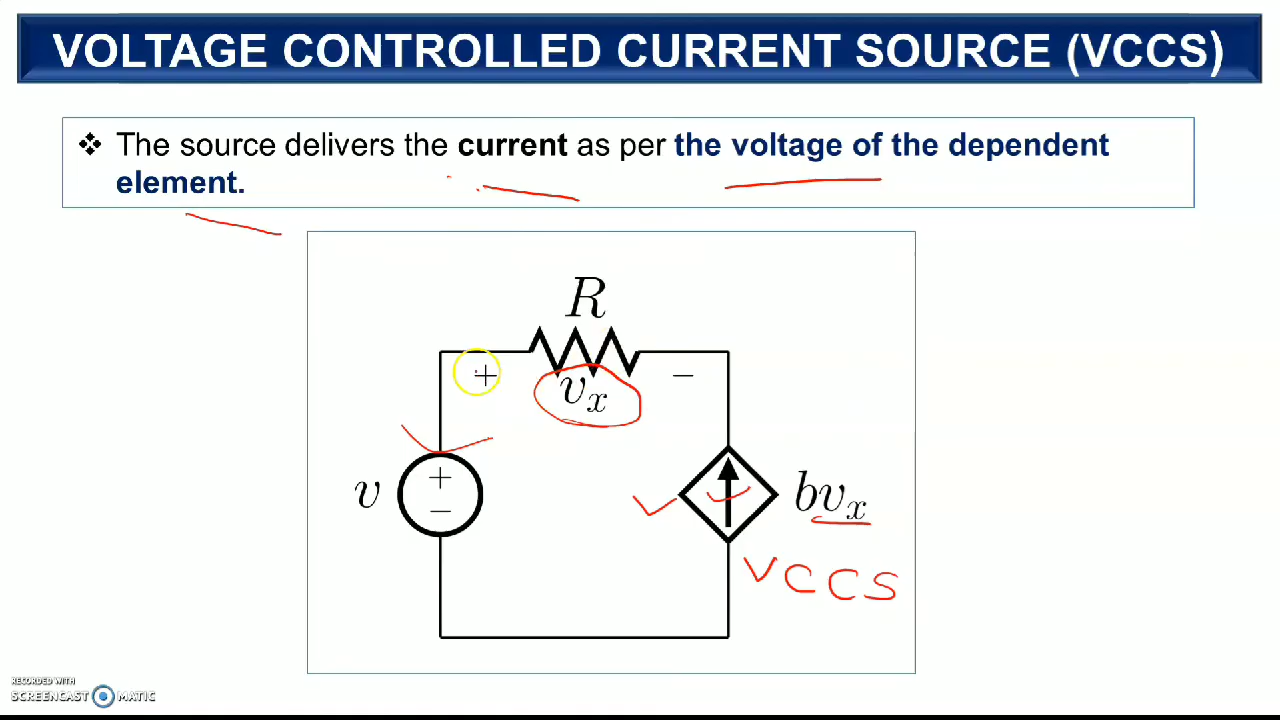 VOLTAGE CONTROLLED CURRENT SOURCE (VCCS)
❖ The source delivers the current as per the voltage of the dependent
element.
R
+ vx −
v + − bvx
VCCS
RECORDED WITH
SCREENCAST MATIC